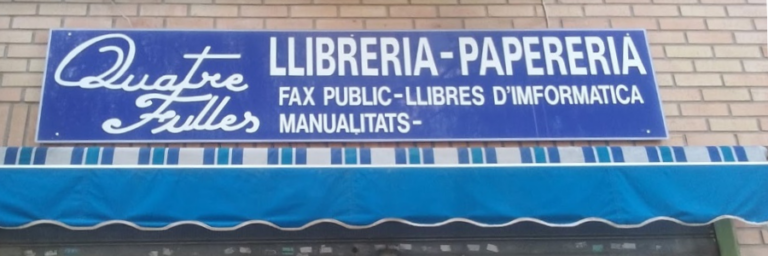 Quatre Fulles
LLIBRERIA-PAPERERIA
FAX PUBLIC-LLIBRES D'IMFORMATICA
MANUALITATS-